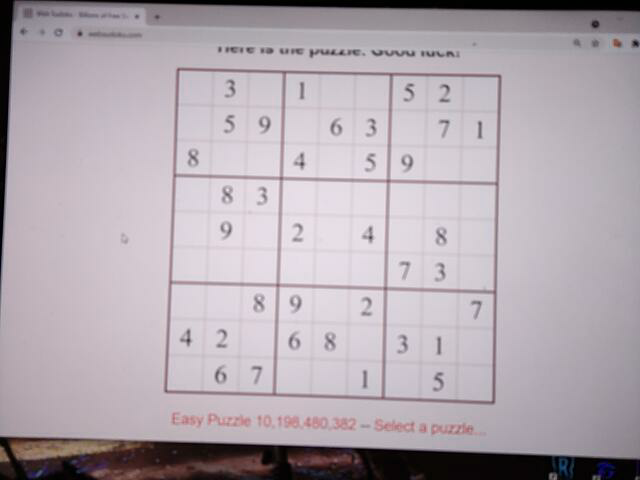 Web Sudoku - Billions of Free Su
websudoku.com
Here is the puzzle. Good luck!
3 1 5 2
5 9 6 3 7 1
8 4 5 9
8 3
9 2 4 8
7 3
8 9 2 7
4 2 6 8 3 1
6 7 1 5
Easy Puzzle 10,198,480,382 -- Select a puzzle...